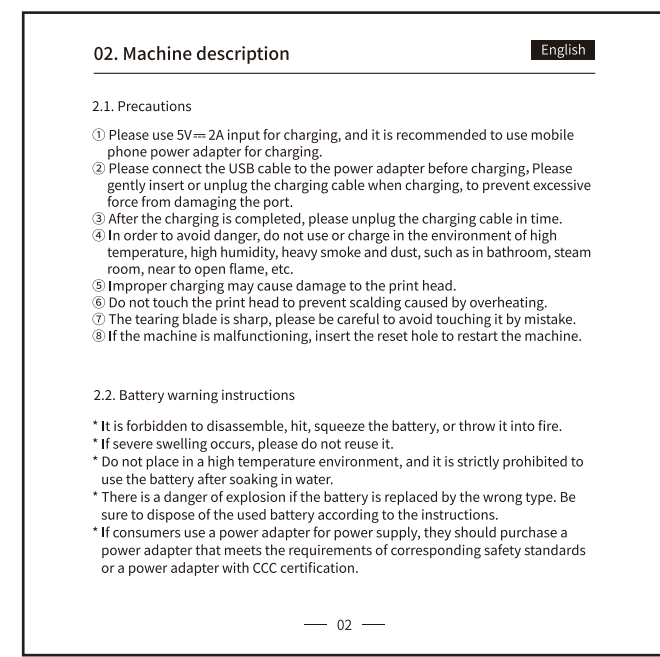 02. Machine description
English
2.1. Precautions
① Please use 5V⎓2A input for charging, and it is recommended to use mobile
phone power adapter for charging.
② Please connect the USB cable to the power adapter before charging, Please
gently insert or unplug the charging cable when charging, to prevent excessive
force from damaging the port.
③ After the charging is completed, please unplug the charging cable in time.
④ In order to avoid danger, do not use or charge in the environment of high
temperature, high humidity, heavy smoke and dust, such as in bathroom, steam
room, near to open flame, etc.
⑤ Improper charging may cause damage to the print head.
⑥ Do not touch the print head to prevent scalding caused by overheating.
⑦ The tearing blade is sharp, please be careful to avoid touching it by mistake.
⑧ If the machine is malfunctioning, insert the reset hole to restart the machine.
2.2. Battery warning instructions
* It is forbidden to disassemble, hit, squeeze the battery, or throw it into fire.
* If severe swelling occurs, please do not reuse it.
* Do not place in a high temperature environment, and it is strictly prohibited to
use the battery after soaking in water.
* There is a danger of explosion if the battery is replaced by the wrong type. Be
sure to dispose of the used battery according to the instructions.
* If consumers use a power adapter for power supply, they should purchase a
power adapter that meets the requirements of corresponding safety standards
or a power adapter with CCC certification.
— 02 —